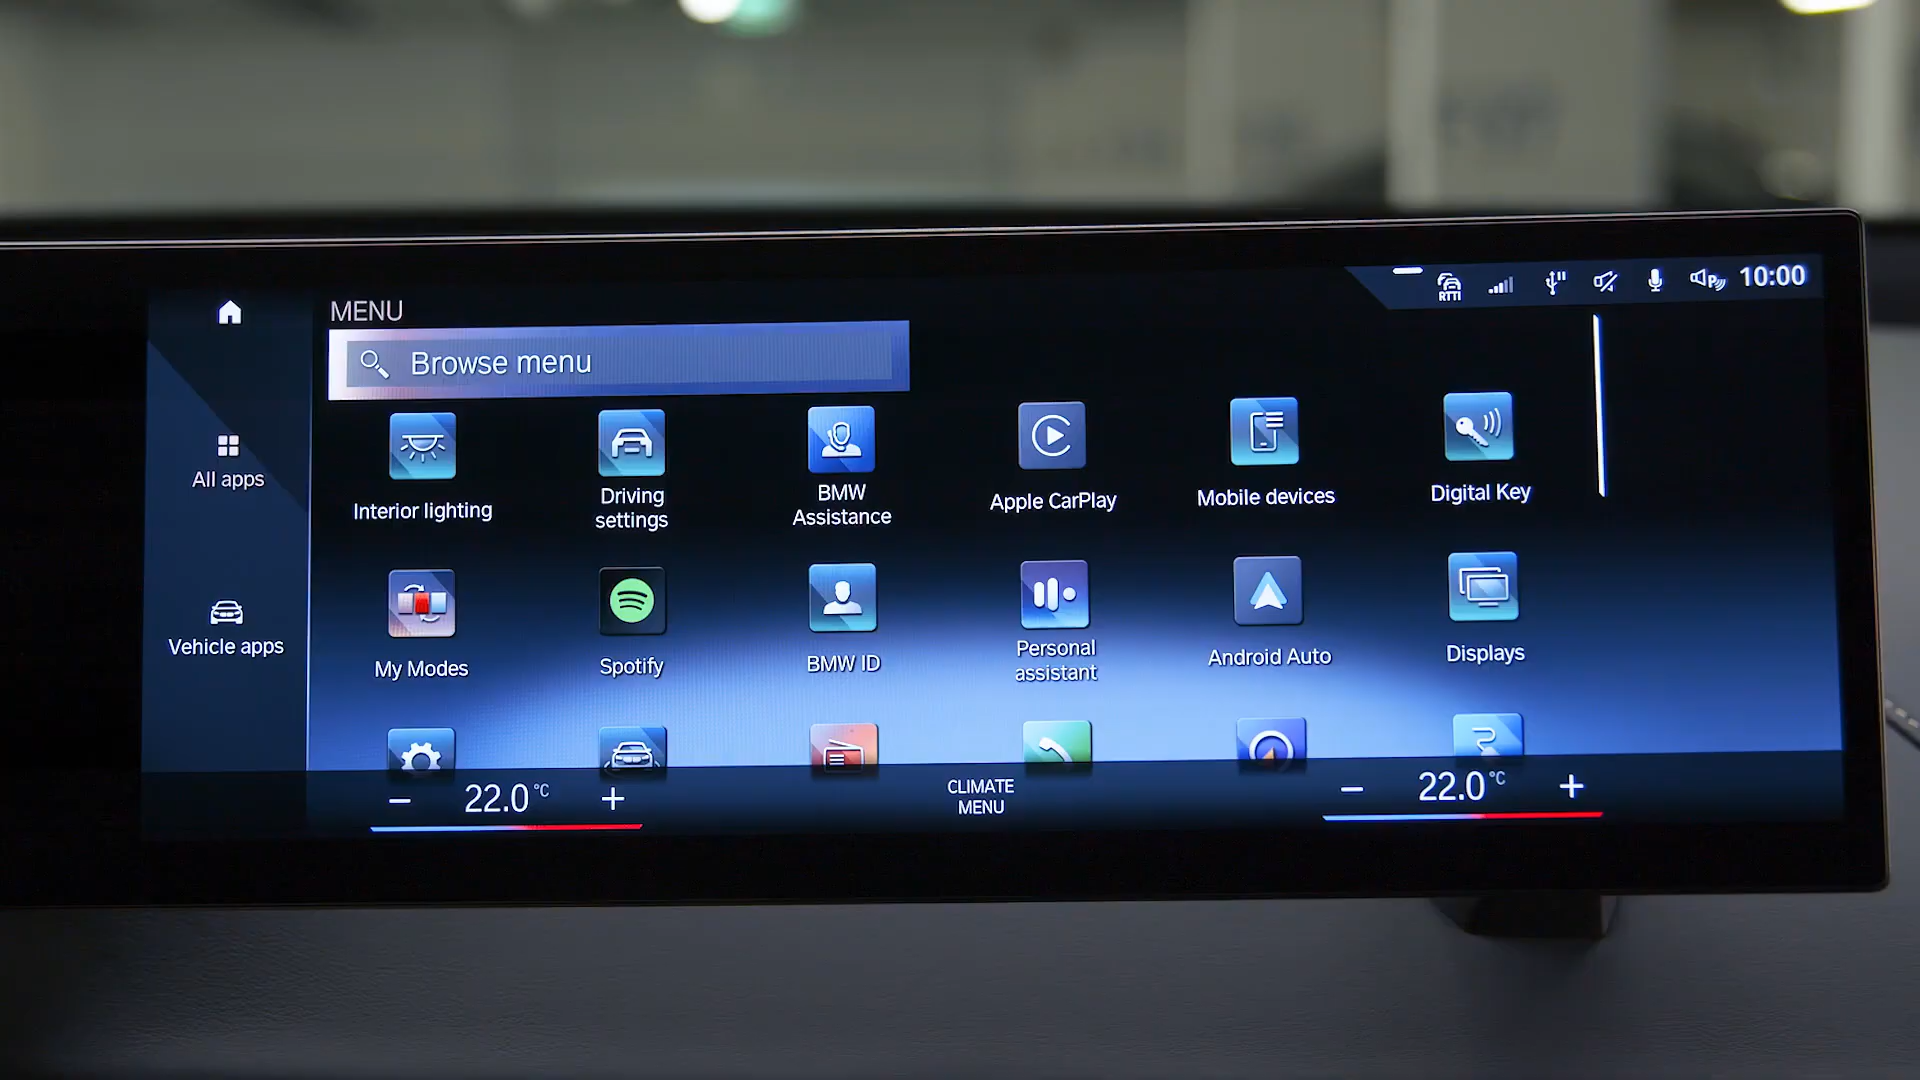 RTTI
10:00
MENU
Browse menu
All apps
Vehicle apps
Interior lighting
Driving
settings
BMW
Assistance
Apple CarPlay
Mobile devices
Digital Key
My Modes
Spotify
BMW ID
Personal
assistant
Android Auto
Displays
– 22.0 °C +
CLIMATE
MENU
– 22.0 °C +